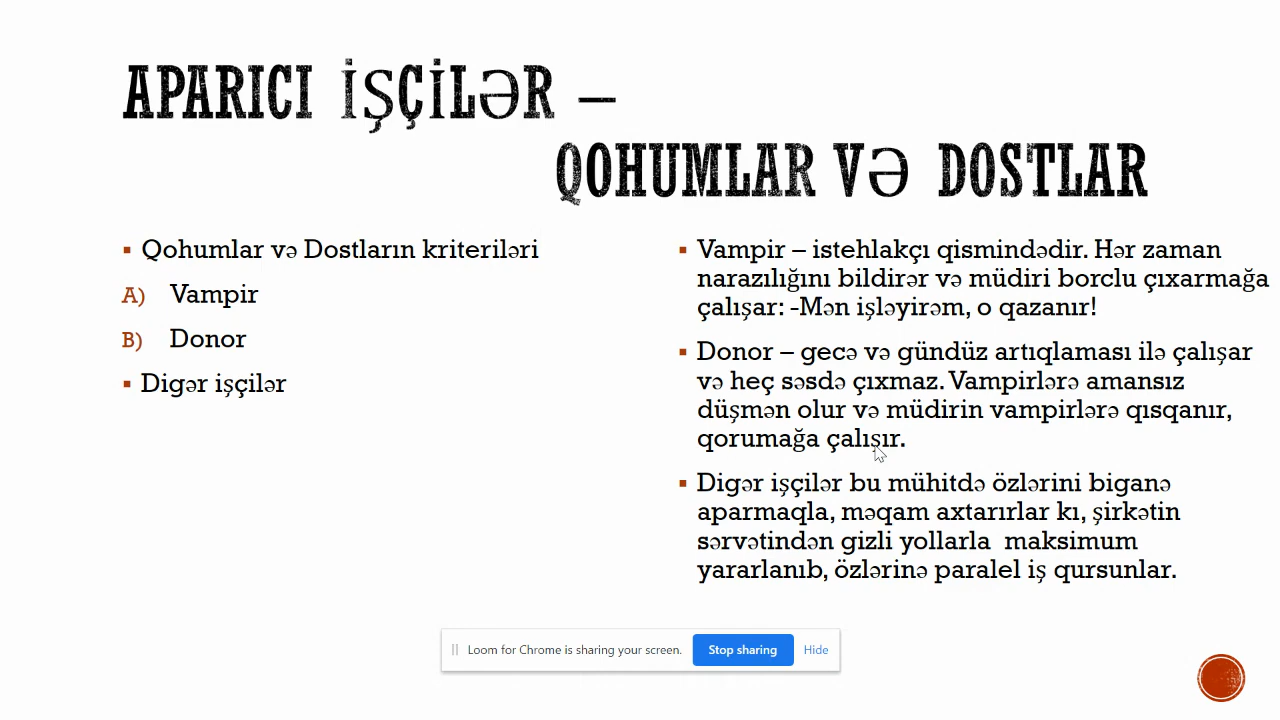 APARICI İŞÇİLƏR –
QOHUMLAR VƏ DOSTLAR
▪ Qohumlar və Dostların kriteriləri
A) Vampir
B) Donor
▪ Digər işçilər
▪ Vampir – istehlakçı qismindədir. Hər zaman
narazılığını bildirər və müdiri borclu çıxarmağa
çalışar: -Mən işləyirəm, o qazanır!
▪ Donor – gecə və gündüz artıqlaması ilə çalışar
və heç səsdə çıxmaz. Vampirlərə amansız
düşmən olur və müdirin vampirlərə qısqanır,
qorumağa çalışır.
▪ Digər işçilər bu mühitdə özlərini biganə
aparmaqla, məqam axtarırlar kı, şirkətin
sərvətindən gizli yollarla maksimum
yararlanıb, özlərinə paralel iş qursunlar.
Loom for Chrome is sharing your screen. Stop sharing Hide